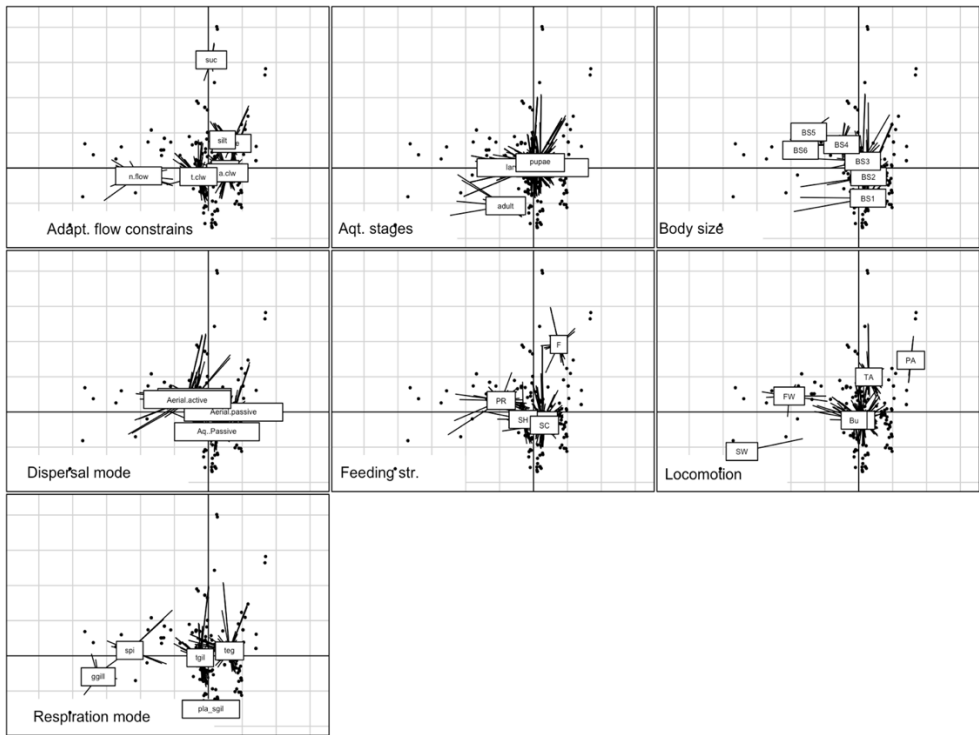 suc
silt
n.flow
t.clw
a.clw
Adapt. flow constrains
pupae
adult
Aqt. stages
BS5
BS4
BS6
BS3
BS2
BS1
Body size
Aerial.active
Aerial.passive
Aq..Passive
Dispersal mode
F
PR
SH
SC
Feeding str.
PA
TA
FW
Bu
SW
Locomotion
spi
tgil
teg
ggill
pla_sgil
Respiration mode